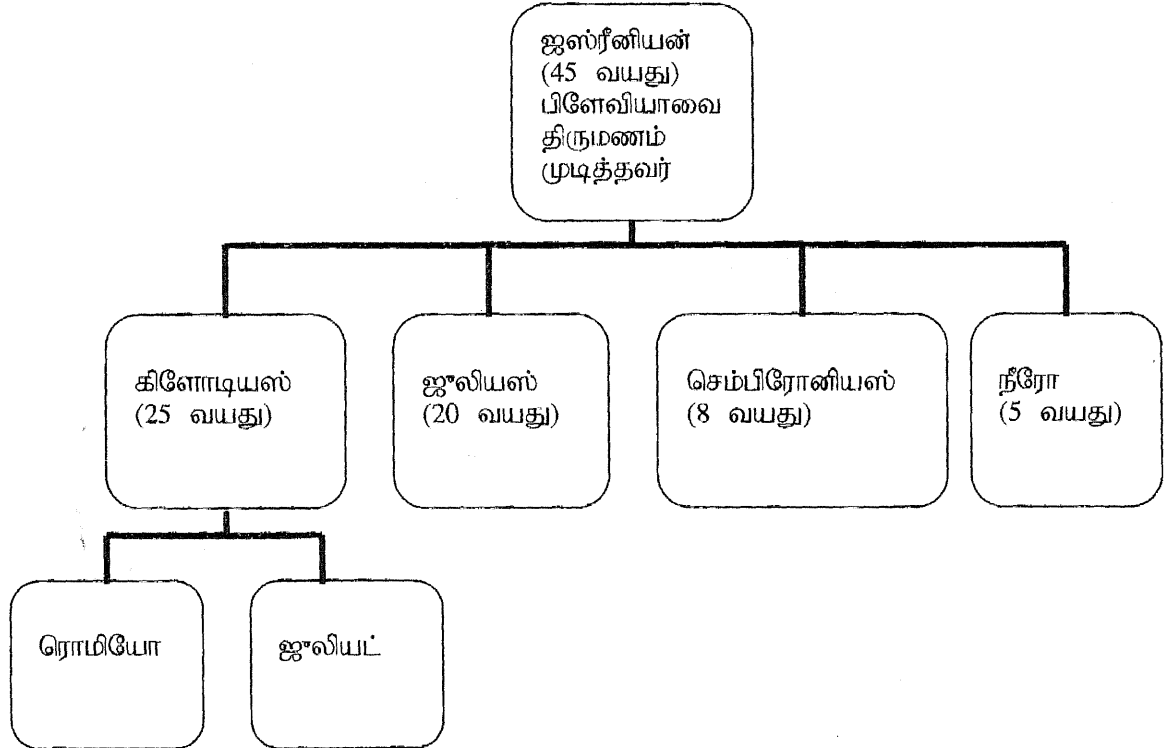 ஜஸ்ரீனியன்
(45 வயது)
பிளேவியாவை
திருமணம்
முடித்தவர்
கிளோடியஸ்
(25 வயது)
ஜுலியஸ்
(20 வயது)
செம்பிரோனியஸ்
(8 வயது)
நீரோ
(5 வயது)
ரொமியோ
ஜுலியட்